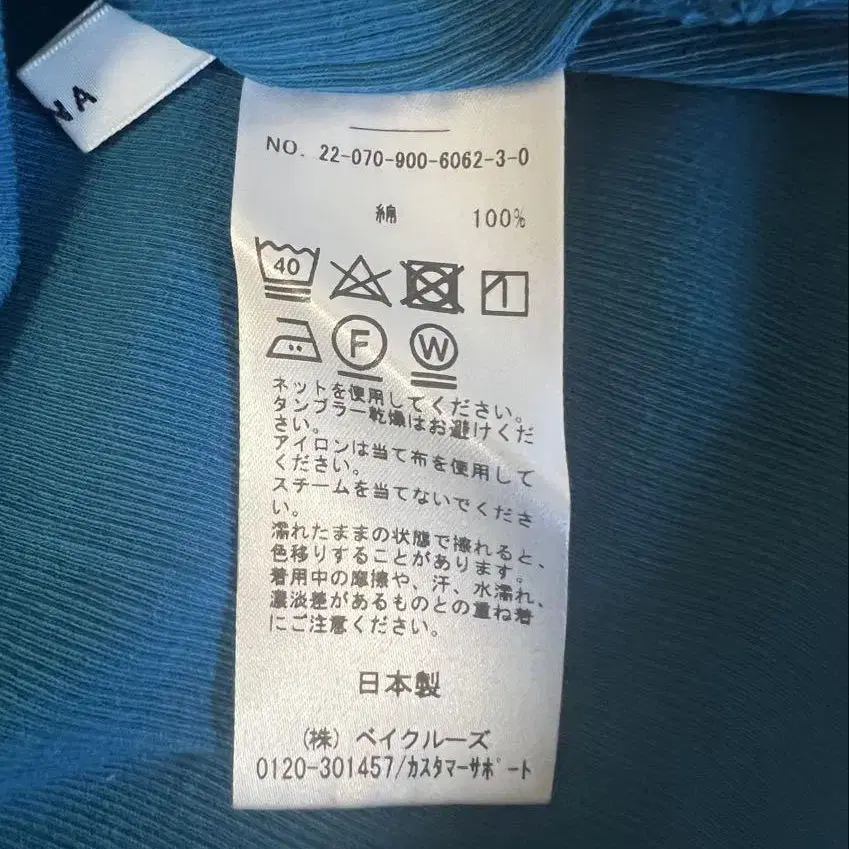 NO. 22-070-900-6062-3-0
綿 100%
40
F W
ネットを使用してください。
タンブラー乾燥はお避けくだ
さい。
アイロンは当て布を使用して
ください。
スチームを当てないでくださ
い。
濡れたままの状態で擦れると、
色移りすることがあります。
着用中の摩擦や、汗、水濡れ、
濃淡差があるものとの重ね着
にご注意ください。
日本製
(株) ベイクルーズ
0120-301457/カスタマーサポート